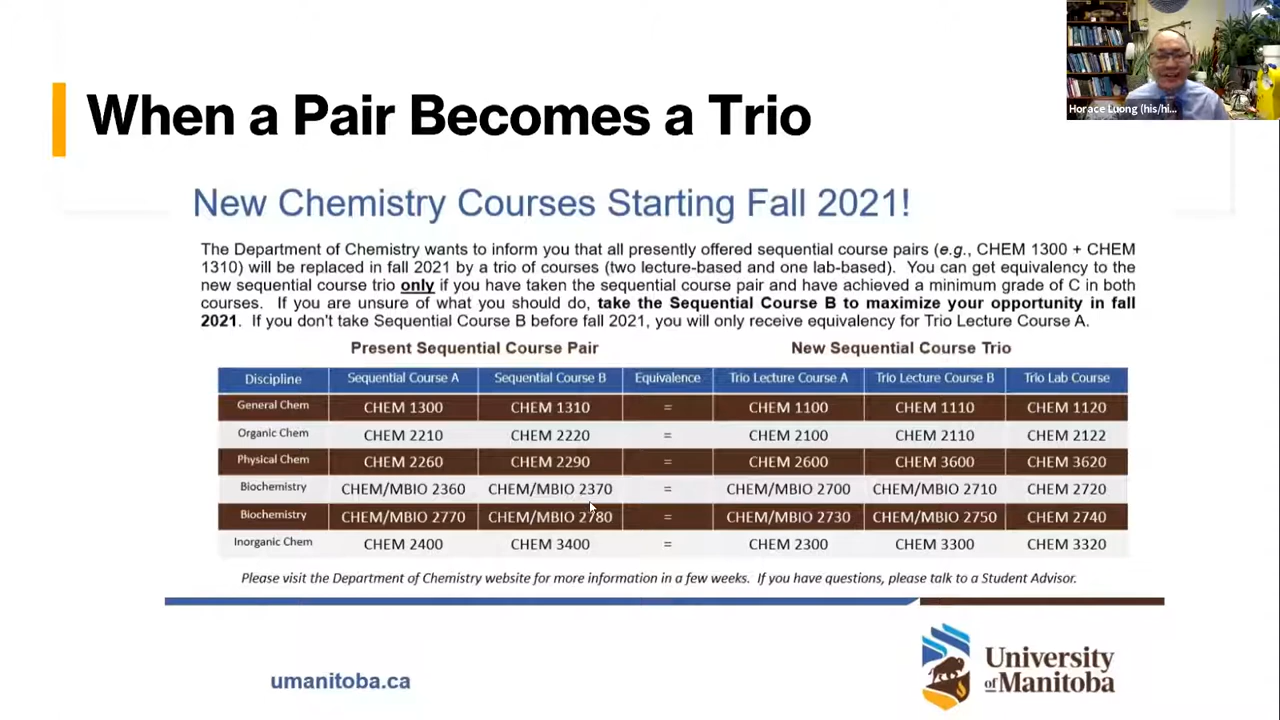 Horace Luong (his/hi...
When a Pair Becomes a Trio
New Chemistry Courses Starting Fall 2021!
The Department of Chemistry wants to inform you that all presently offered sequential course pairs (e.g., CHEM 1300 + CHEM
1310) will be replaced in fall 2021 by a trio of courses (two lecture-based and one lab-based). You can get equivalency to the
new sequential course trio only if you have taken the sequential course pair and have achieved a minimum grade of C in both
courses. If you are unsure of what you should do, take the Sequential Course B to maximize your opportunity in fall
2021. If you don't take Sequential Course B before fall 2021, you will only receive equivalency for Trio Lecture Course A.
Present Sequential Course Pair New Sequential Course Trio
Discipline Sequential Course A Sequential Course B Equivalence Trio Lecture Course A Trio Lecture Course B Trio Lab Course
General Chem CHEM 1300 CHEM 1310 = CHEM 1100 CHEM 1110 CHEM 1120
Organic Chem CHEM 2210 CHEM 2220 = CHEM 2100 CHEM 2110 CHEM 2122
Physical Chem CHEM 2260 CHEM 2290 = CHEM 2600 CHEM 3600 CHEM 3620
Biochemistry CHEM/MBIO 2360 CHEM/MBIO 2370 = CHEM/MBIO 2700 CHEM/MBIO 2710 CHEM 2720
Biochemistry CHEM/MBIO 2770 CHEM/MBIO 2780 = CHEM/MBIO 2730 CHEM/MBIO 2750 CHEM 2740
Inorganic Chem CHEM 2400 CHEM 3400 = CHEM 2300 CHEM 3300 CHEM 3320
Please visit the Department of Chemistry website for more information in a few weeks. If you have questions, please talk to a Student Advisor.
umanitoba.ca
University
of Manitoba